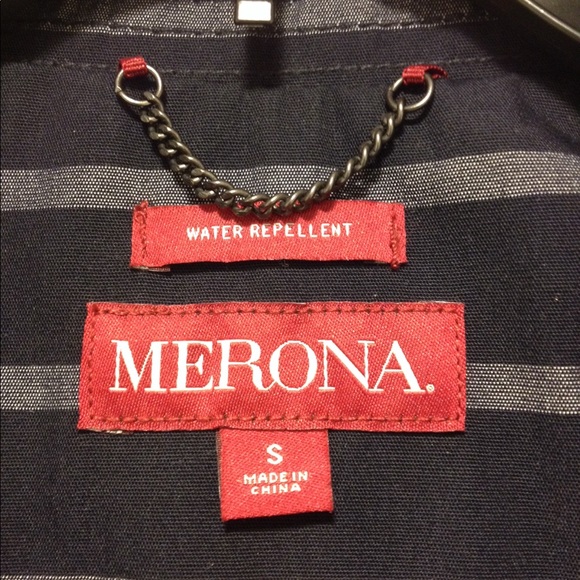 WATER REPELLENT
MERONA.
S
MADE IN
CHINA